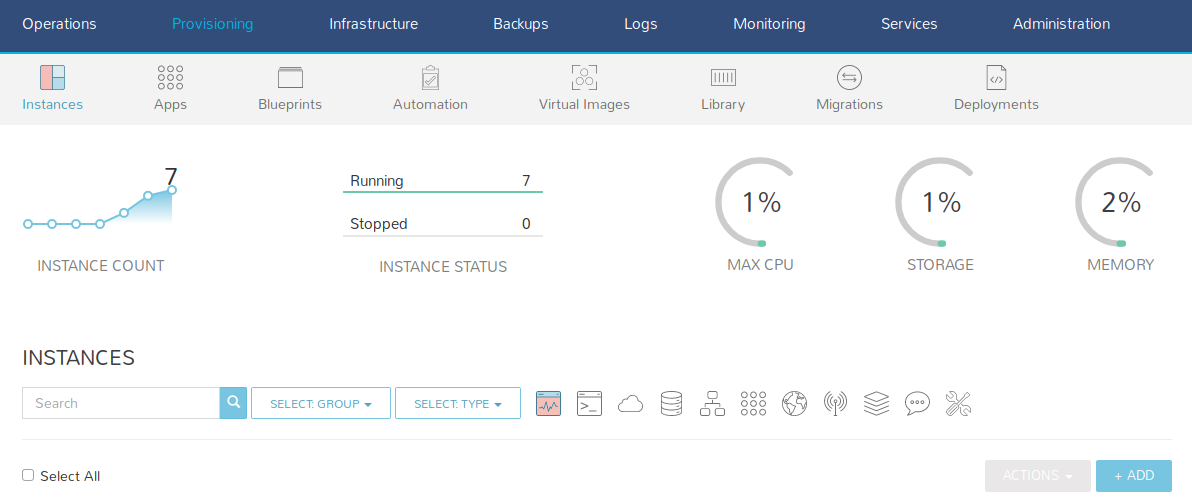 Operations Provisioning Infrastructure Backups Logs Monitoring Services Administration
Instances Apps Blueprints Automation Virtual Images Library Migrations Deployments
7
INSTANCE COUNT
Running 7
Stopped 0
INSTANCE STATUS
1%
MAX CPU
1%
STORAGE
2%
MEMORY
INSTANCES
Search SELECT: GROUP SELECT: TYPE
Select All ACTIONS + ADD